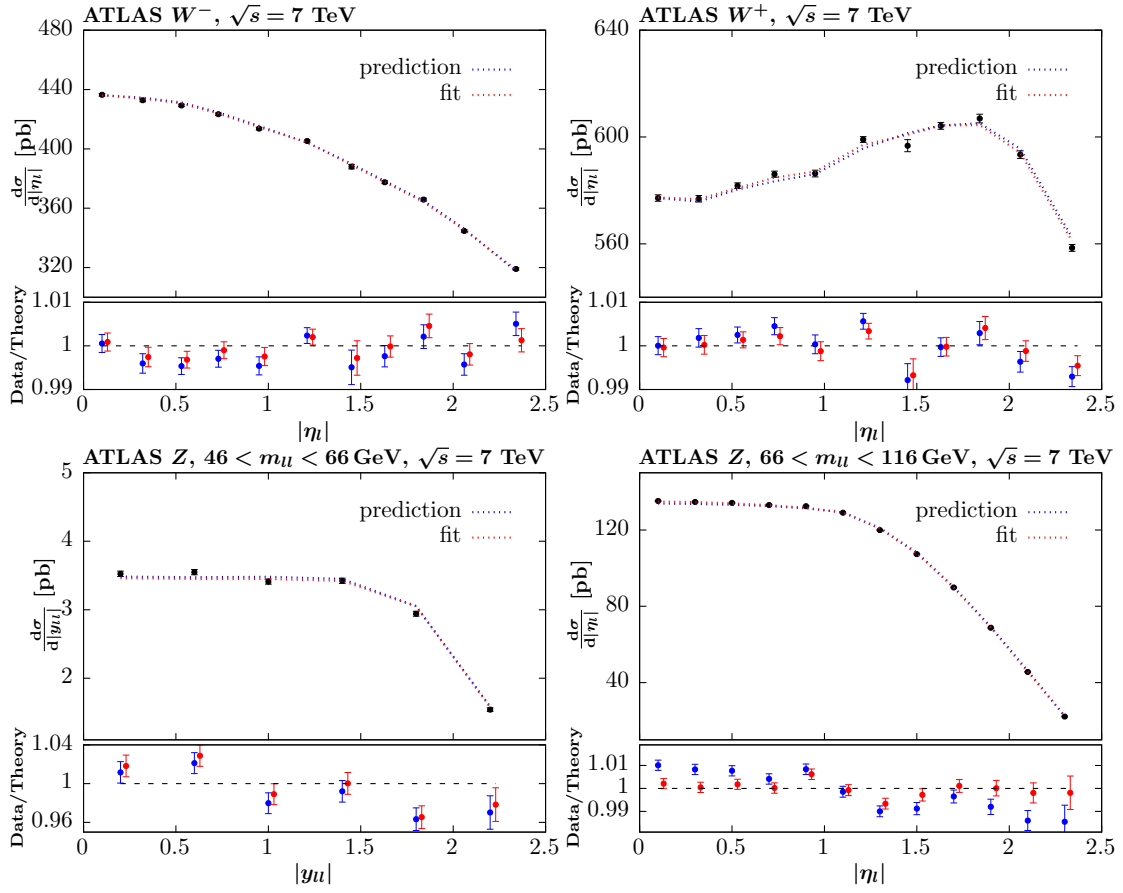 ATLAS W⁻, √s = 7 TeV
480
440
400
360
320
dσ/d|ηl| [pb]
prediction
fit
1.01
1
0.99
Data/Theory
0 0.5 1 1.5 2 2.5
|ηl|
ATLAS W⁺, √s = 7 TeV
640
600
560
dσ/d|ηl| [pb]
prediction
fit
1.01
1
0.99
Data/Theory
0 0.5 1 1.5 2 2.5
|ηl|
ATLAS Z, 46 < mll < 66 GeV, √s = 7 TeV
5
4
3
2
dσ/d|yll| [pb]
prediction
fit
1.04
1
0.96
Data/Theory
0 0.5 1 1.5 2 2.5
|yll|
ATLAS Z, 66 < mll < 116 GeV, √s = 7 TeV
120
80
40
dσ/d|ηl| [pb]
prediction
fit
1.01
1
0.99
Data/Theory
0 0.5 1 1.5 2 2.5
|ηl|